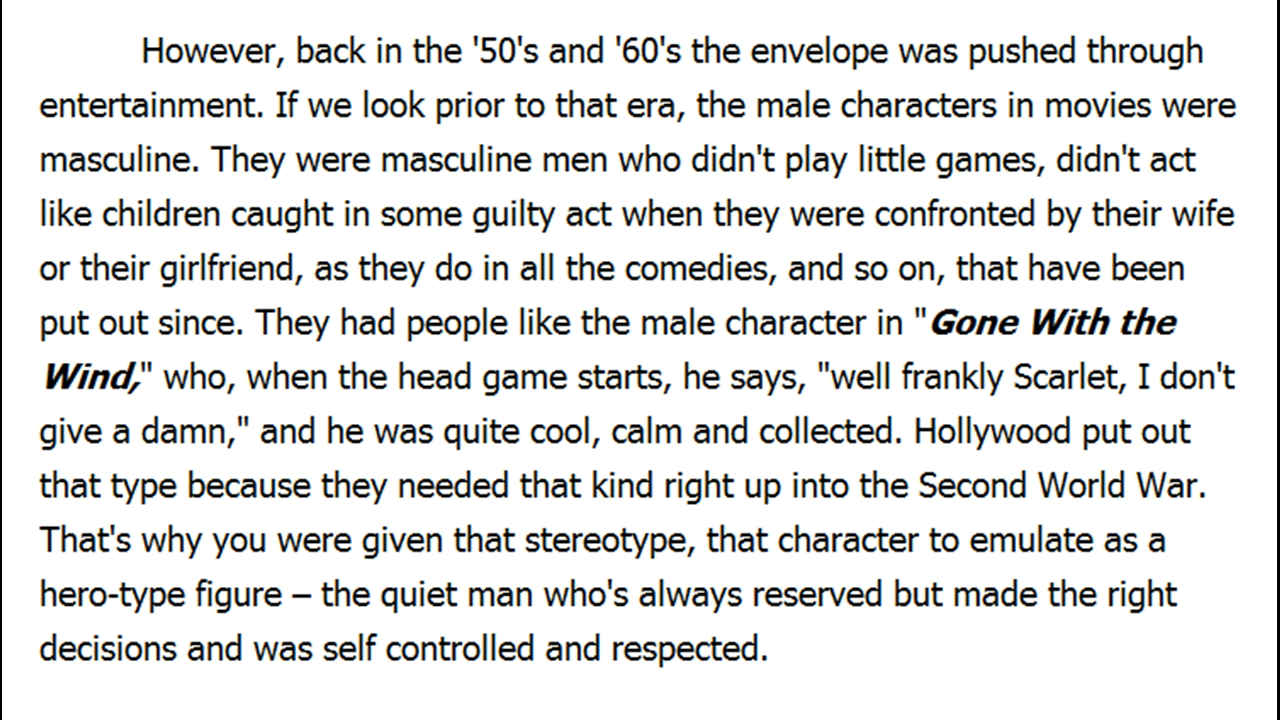 However, back in the '50's and '60's the envelope was pushed through
entertainment. If we look prior to that era, the male characters in movies were
masculine. They were masculine men who didn't play little games, didn't act
like children caught in some guilty act when they were confronted by their wife
or their girlfriend, as they do in all the comedies, and so on, that have been
put out since. They had people like the male character in "Gone With the
Wind," who, when the head game starts, he says, "well frankly Scarlet, I don't
give a damn," and he was quite cool, calm and collected. Hollywood put out
that type because they needed that kind right up into the Second World War.
That's why you were given that stereotype, that character to emulate as a
hero-type figure – the quiet man who's always reserved but made the right
decisions and was self controlled and respected.